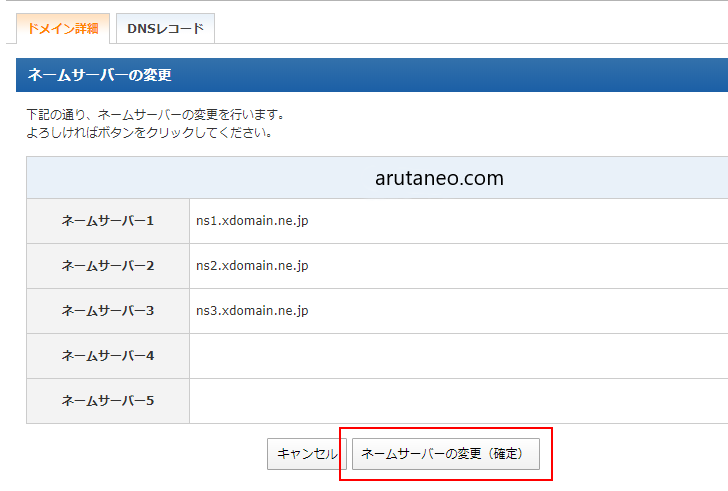 ドメイン詳細 DNSレコード
ネームサーバーの変更
下記の通り、ネームサーバーの変更を行います。
よろしければボタンをクリックしてください。
arutaneo.com
ネームサーバー1 ns1.xdomain.ne.jp
ネームサーバー2 ns2.xdomain.ne.jp
ネームサーバー3 ns3.xdomain.ne.jp
ネームサーバー4
ネームサーバー5
キャンセル ネームサーバーの変更（確定）